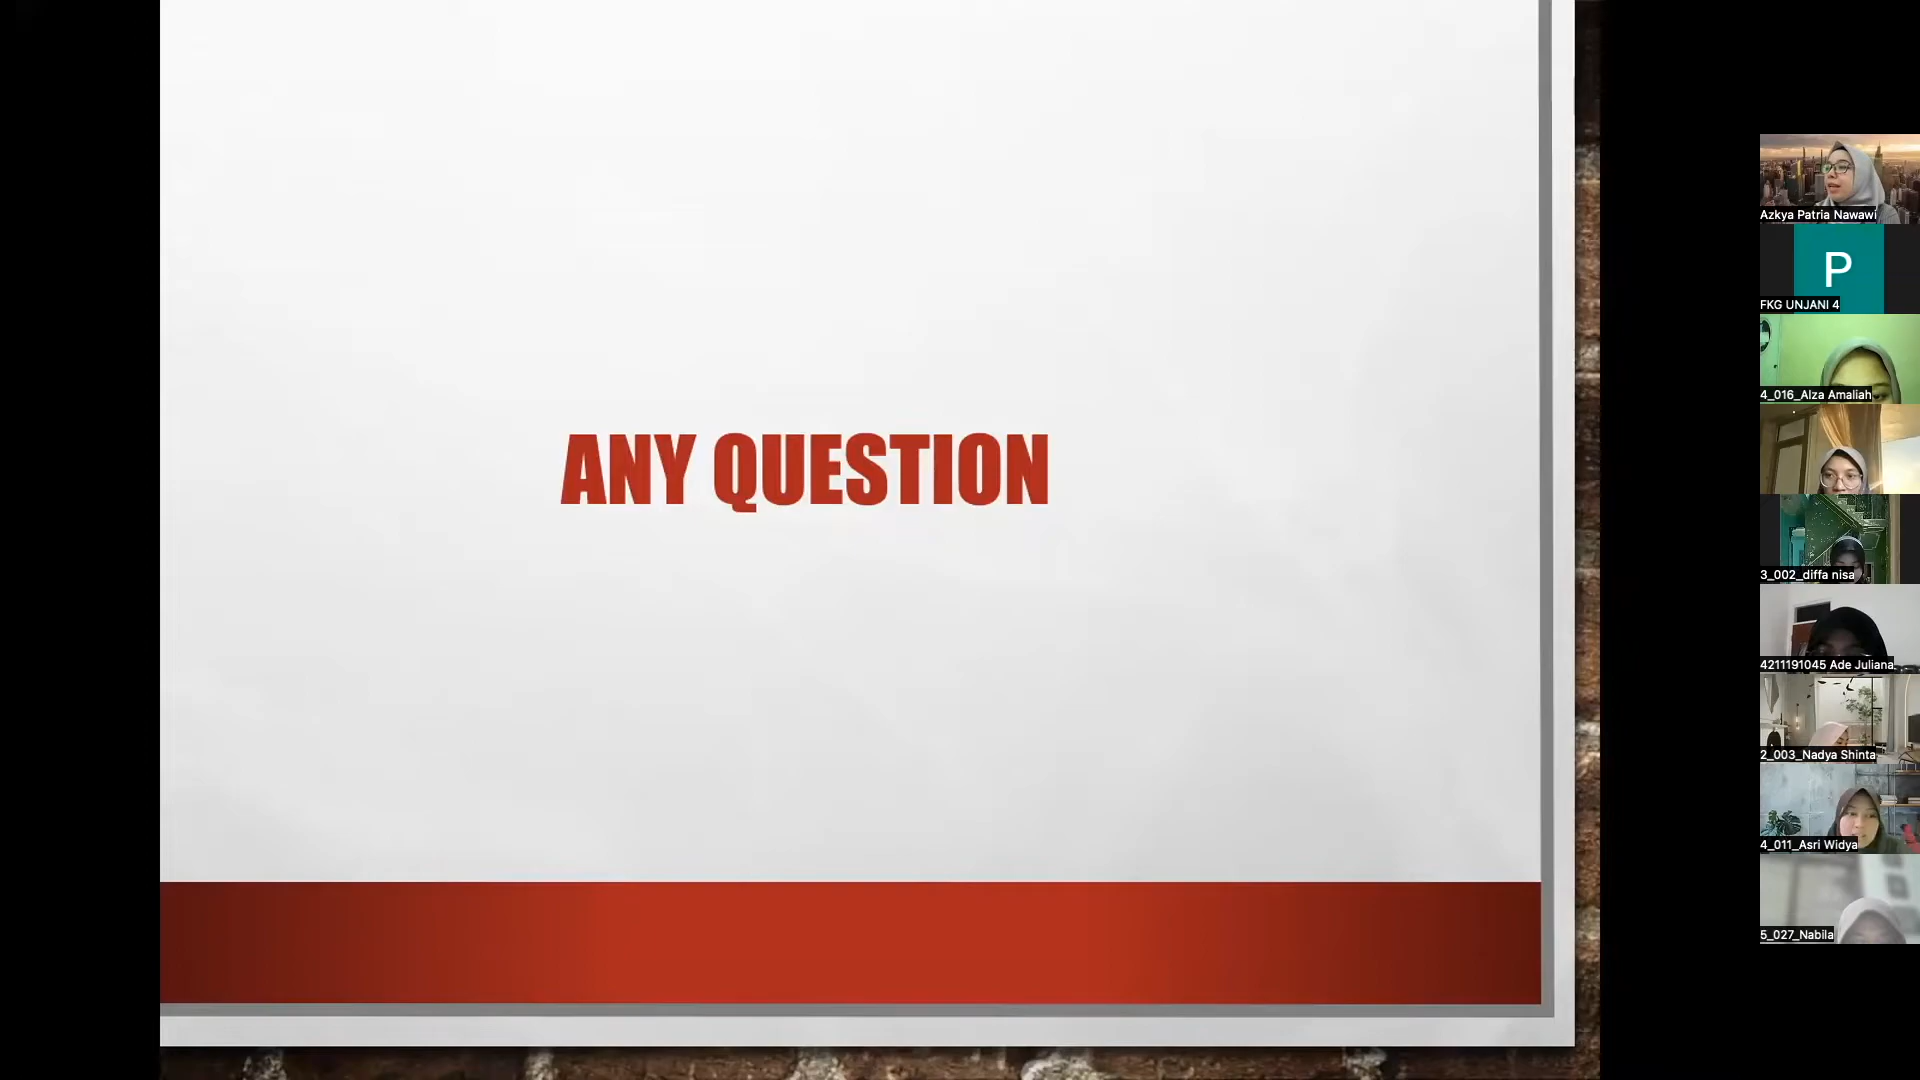 ANY QUESTION
Azkya Patria Nawawi
P
FKG UNJANI 4
4_016_Alza Amaliah
3_002_diffa nisa
4211191045 Ade Juliana
2_003_Nadya Shinta
4_011_Asri Widya
5_027_Nabila